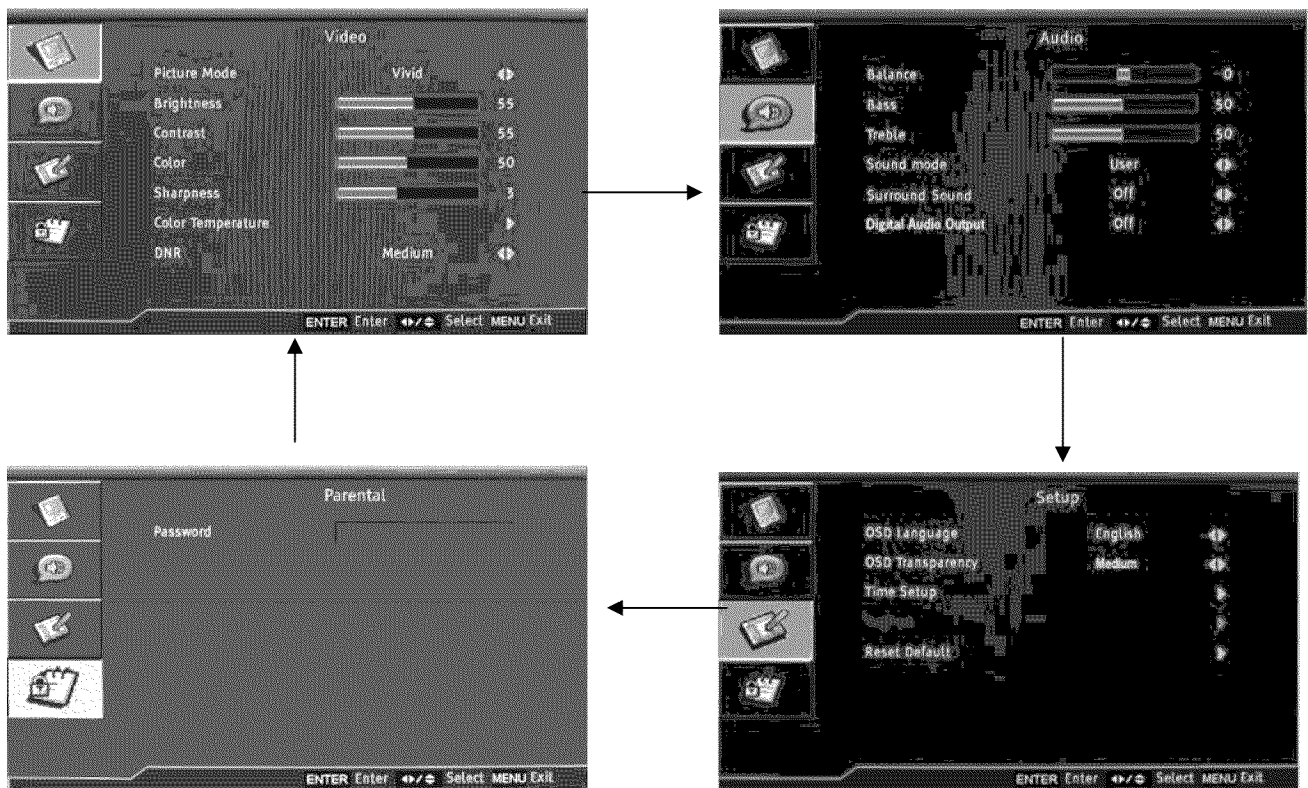 Video
Picture Mode Vivid
Brightness 55
Contrast 55
Color 50
Sharpness 3
Color Temperature
DNR Medium
ENTER Enter / Select MENU Exit
Audio
Balance 0
Bass 50
Treble 50
Sound mode User
Surround Sound Off
Digital Audio Output Off
ENTER Enter / Select MENU Exit
Parental
Password
ENTER Enter / Select MENU Exit
Setup
OSD Language English
OSD Transparency Medium
Time Setup
Reset Default
ENTER Enter / Select MENU Exit